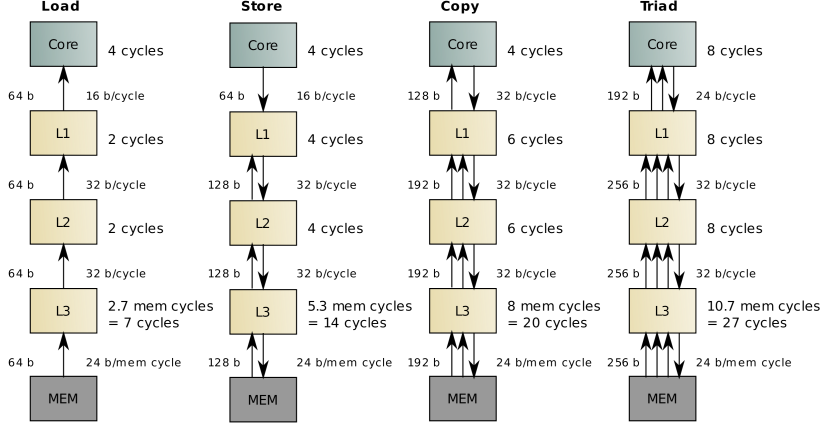 Load
Core
4 cycles
64 b
16 b/cycle
L1
2 cycles
64 b
32 b/cycle
L2
2 cycles
64 b
32 b/cycle
L3
2.7 mem cycles
= 7 cycles
64 b
24 b/mem cycle
MEM
Store
Core
4 cycles
64 b
16 b/cycle
L1
4 cycles
128 b
32 b/cycle
L2
4 cycles
128 b
32 b/cycle
L3
5.3 mem cycles
= 14 cycles
128 b
24 b/mem cycle
MEM
Copy
Core
4 cycles
128 b
32 b/cycle
L1
6 cycles
192 b
32 b/cycle
L2
6 cycles
192 b
32 b/cycle
L3
8 mem cycles
= 20 cycles
192 b
24 b/mem cycle
MEM
Triad
Core
8 cycles
192 b
24 b/cycle
L1
8 cycles
256 b
32 b/cycle
L2
8 cycles
256 b
32 b/cycle
L3
10.7 mem cycles
= 27 cycles
256 b
24 b/mem cycle
MEM